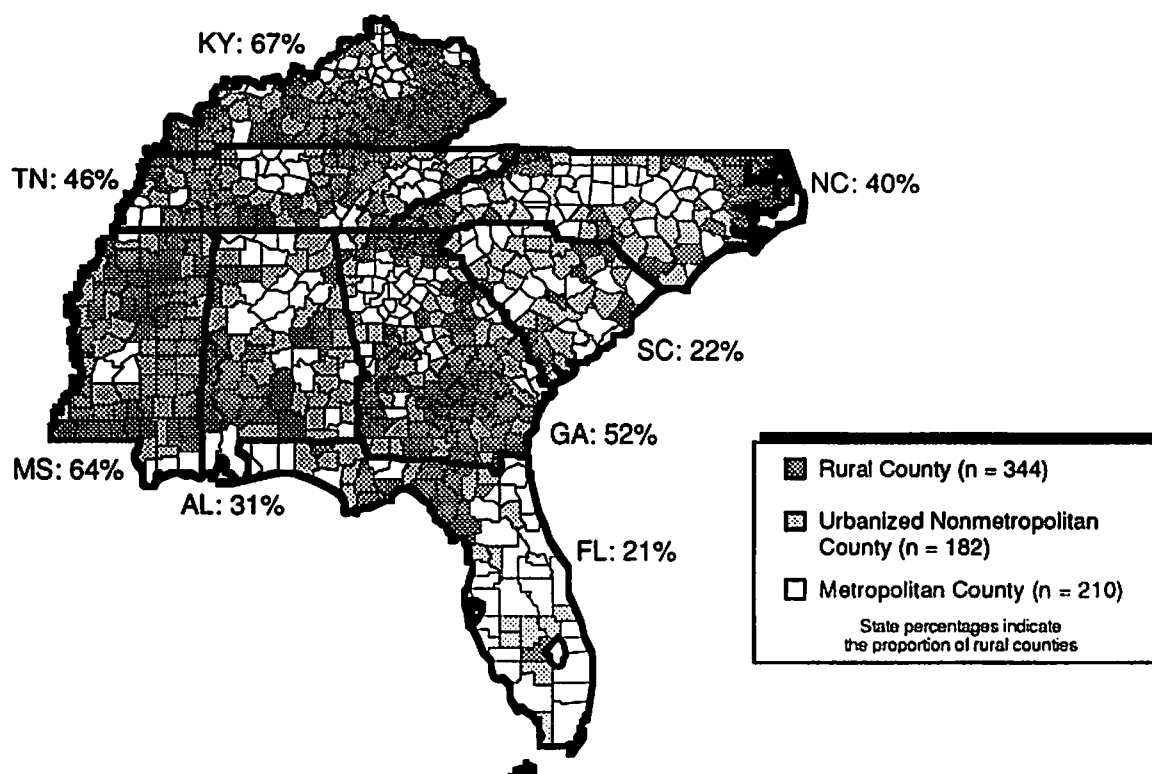 KY: 67%
TN: 46%
NC: 40%
SC: 22%
GA: 52%
MS: 64%
AL: 31%
FL: 21%
Rural County (n = 344)
Urbanized Nonmetropolitan
County (n = 182)
Metropolitan County (n = 210)
State percentages indicate
the proportion of rural counties